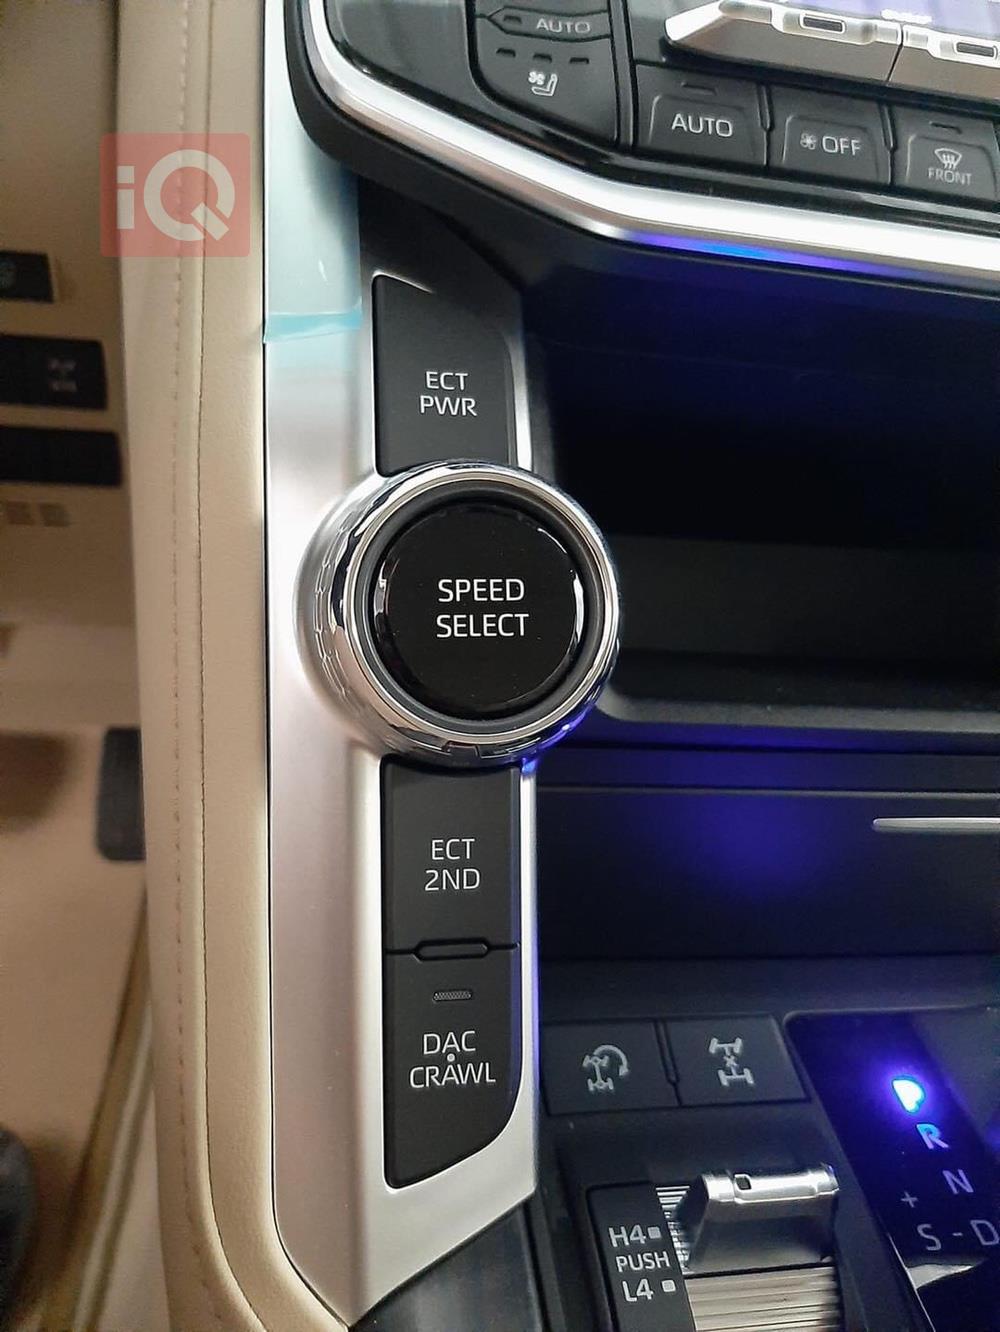 AUTO
AUTO
OFF
FRONT
iQ
ECT
PWR
SPEED
SELECT
ECT
2ND
DAC
CRAWL
P
R
N
+
S - D
H4
PUSH
L4